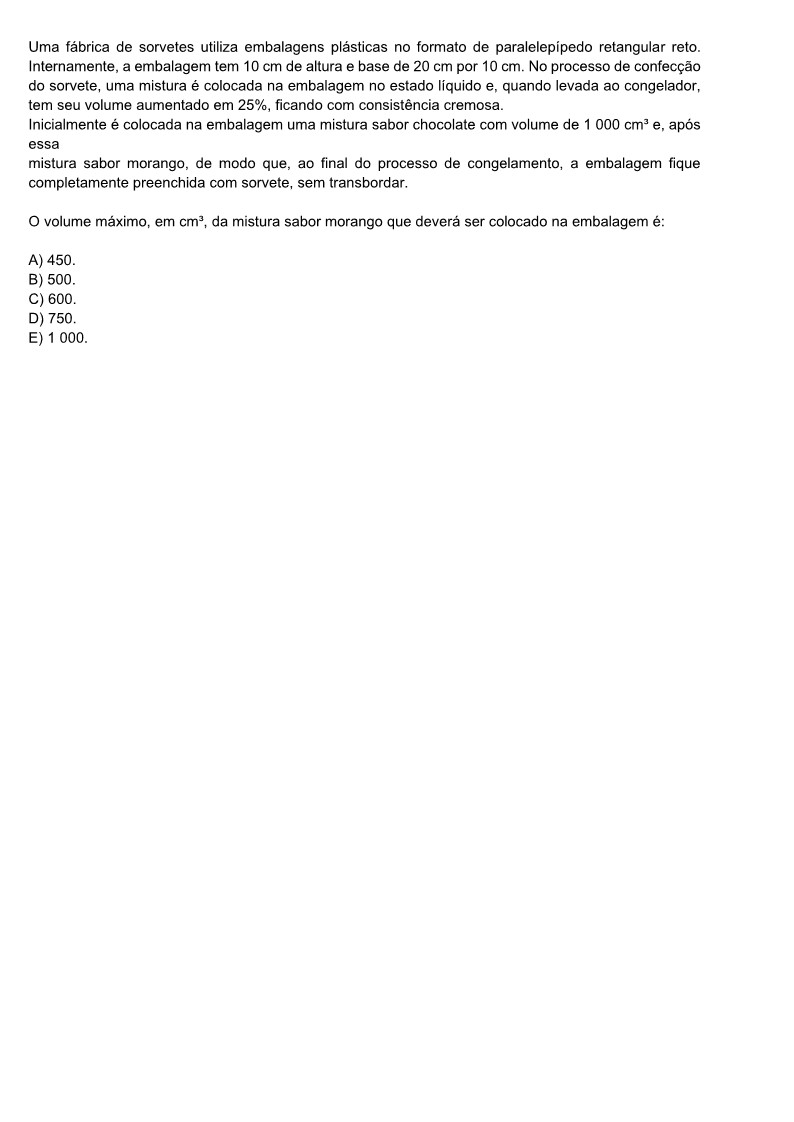 Uma fábrica de sorvetes utiliza embalagens plásticas no formato de paralelepípedo retangular reto.
Internamente, a embalagem tem 10 cm de altura e base de 20 cm por 10 cm. No processo de confecção
do sorvete, uma mistura é colocada na embalagem no estado líquido e, quando levada ao congelador,
tem seu volume aumentado em 25%, ficando com consistência cremosa.
Inicialmente é colocada na embalagem uma mistura sabor chocolate com volume de 1 000 cm³ e, após
essa
mistura sabor morango, de modo que, ao final do processo de congelamento, a embalagem fique
completamente preenchida com sorvete, sem transbordar.
O volume máximo, em cm³, da mistura sabor morango que deverá ser colocado na embalagem é:
A) 450.
B) 500.
C) 600.
D) 750.
E) 1 000.